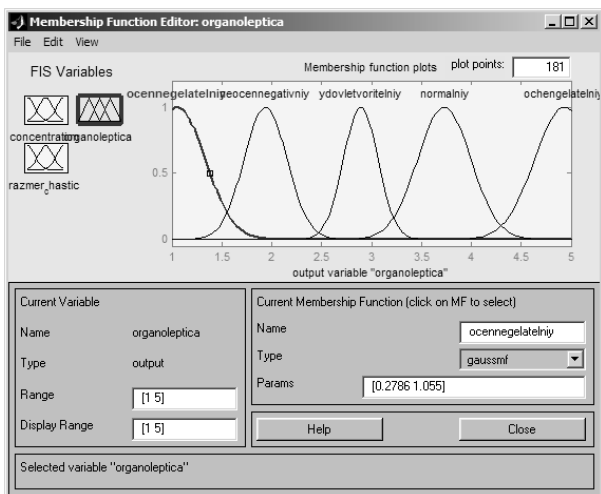 Membership Function Editor: organoleptica
File Edit View
FIS Variables
Membership function plots plot points: 181
ocennegelatelniy neocennegativniy ydovletvoritelniy normalniy ochengelatelniy
concentration organoleptica
razmer_chastic
1
0.5
0
1 1.5 2 2.5 3 3.5 4 4.5 5
output variable "organoleptica"
Current Variable
Name organoleptica
Type output
Range [1 5]
Display Range [1 5]
Current Membership Function (click on MF to select)
Name ocennegelatelniy
Type gaussmf
Params [0.2786 1.055]
Help Close
Selected variable "organoleptica"